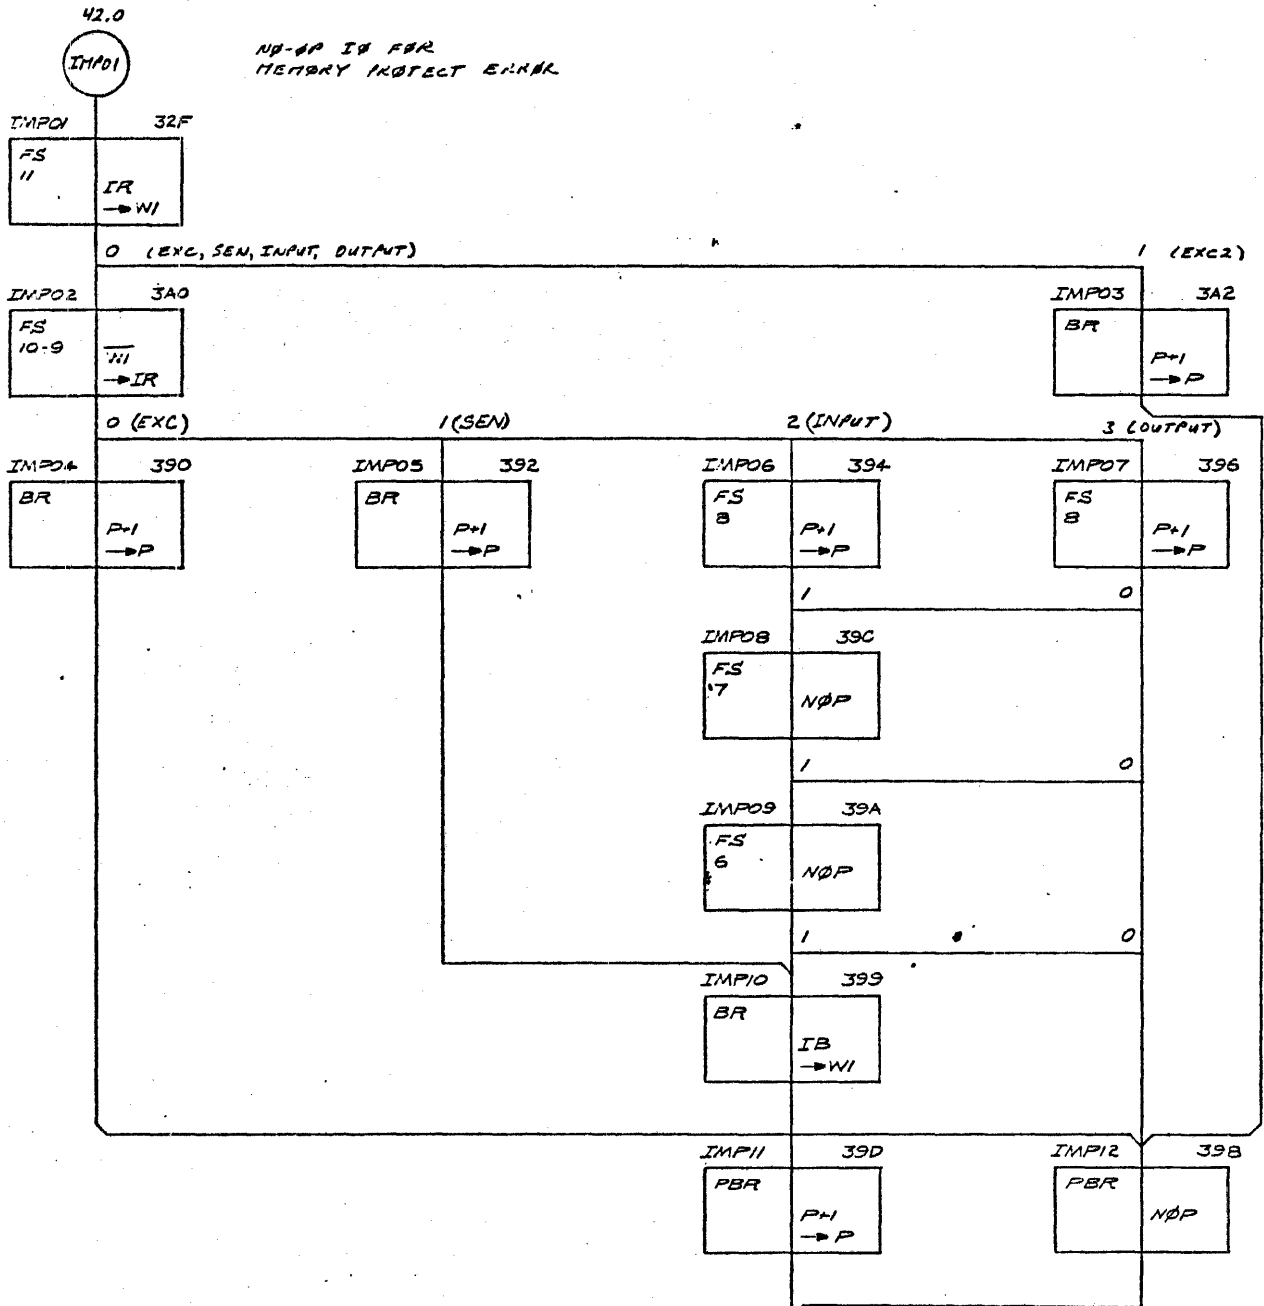 42.0
IMP01
NØ-ØP IØ FØR
MEMØRY PRØTECT ERRØR
IMP01 32F
FS
11
IR
→ W1
0 (EXC, SEN, INPUT, OUTPUT)
1 (EXC2)
IMP02 3A0
FS
10-9
W1
→ IR
IMP03 3A2
BR
P+1
→ P
0 (EXC)
1 (SEN)
2 (INPUT)
3 (OUTPUT)
IMP04 390
BR
P+1
→ P
IMP05 392
BR
P+1
→ P
IMP06 394
FS
8
P+1
→ P
IMP07 396
FS
8
P+1
→ P
1 0
IMP08 39C
FS
7
NØP
1 0
IMP09 39A
FS
6
NØP
1 0
IMP10 399
BR
IB
→ W1
IMP11 39D
PBR
P+1
→ P
IMP12 39B
PBR
NØP